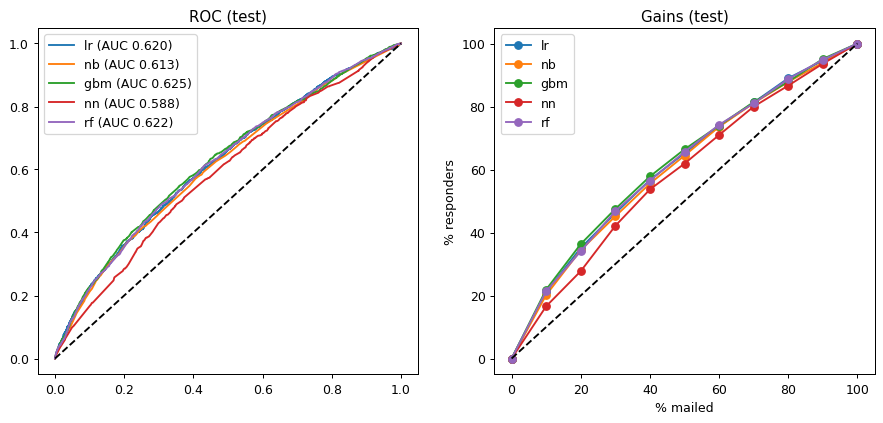 ROC (test)
1.0
0.8
0.6
0.4
0.2
0.0
0.0 0.2 0.4 0.6 0.8 1.0
lr (AUC 0.620)
nb (AUC 0.613)
gbm (AUC 0.625)
nn (AUC 0.588)
rf (AUC 0.622)
Gains (test)
% responders
100
80
60
40
20
0
0 20 40 60 80 100
% mailed
lr
nb
gbm
nn
rf